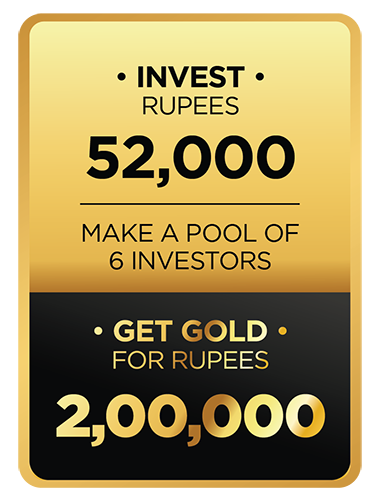 • INVEST •
RUPEES
52,000
MAKE A POOL OF
6 INVESTORS
• GET GOLD •
FOR RUPEES
2,00,000